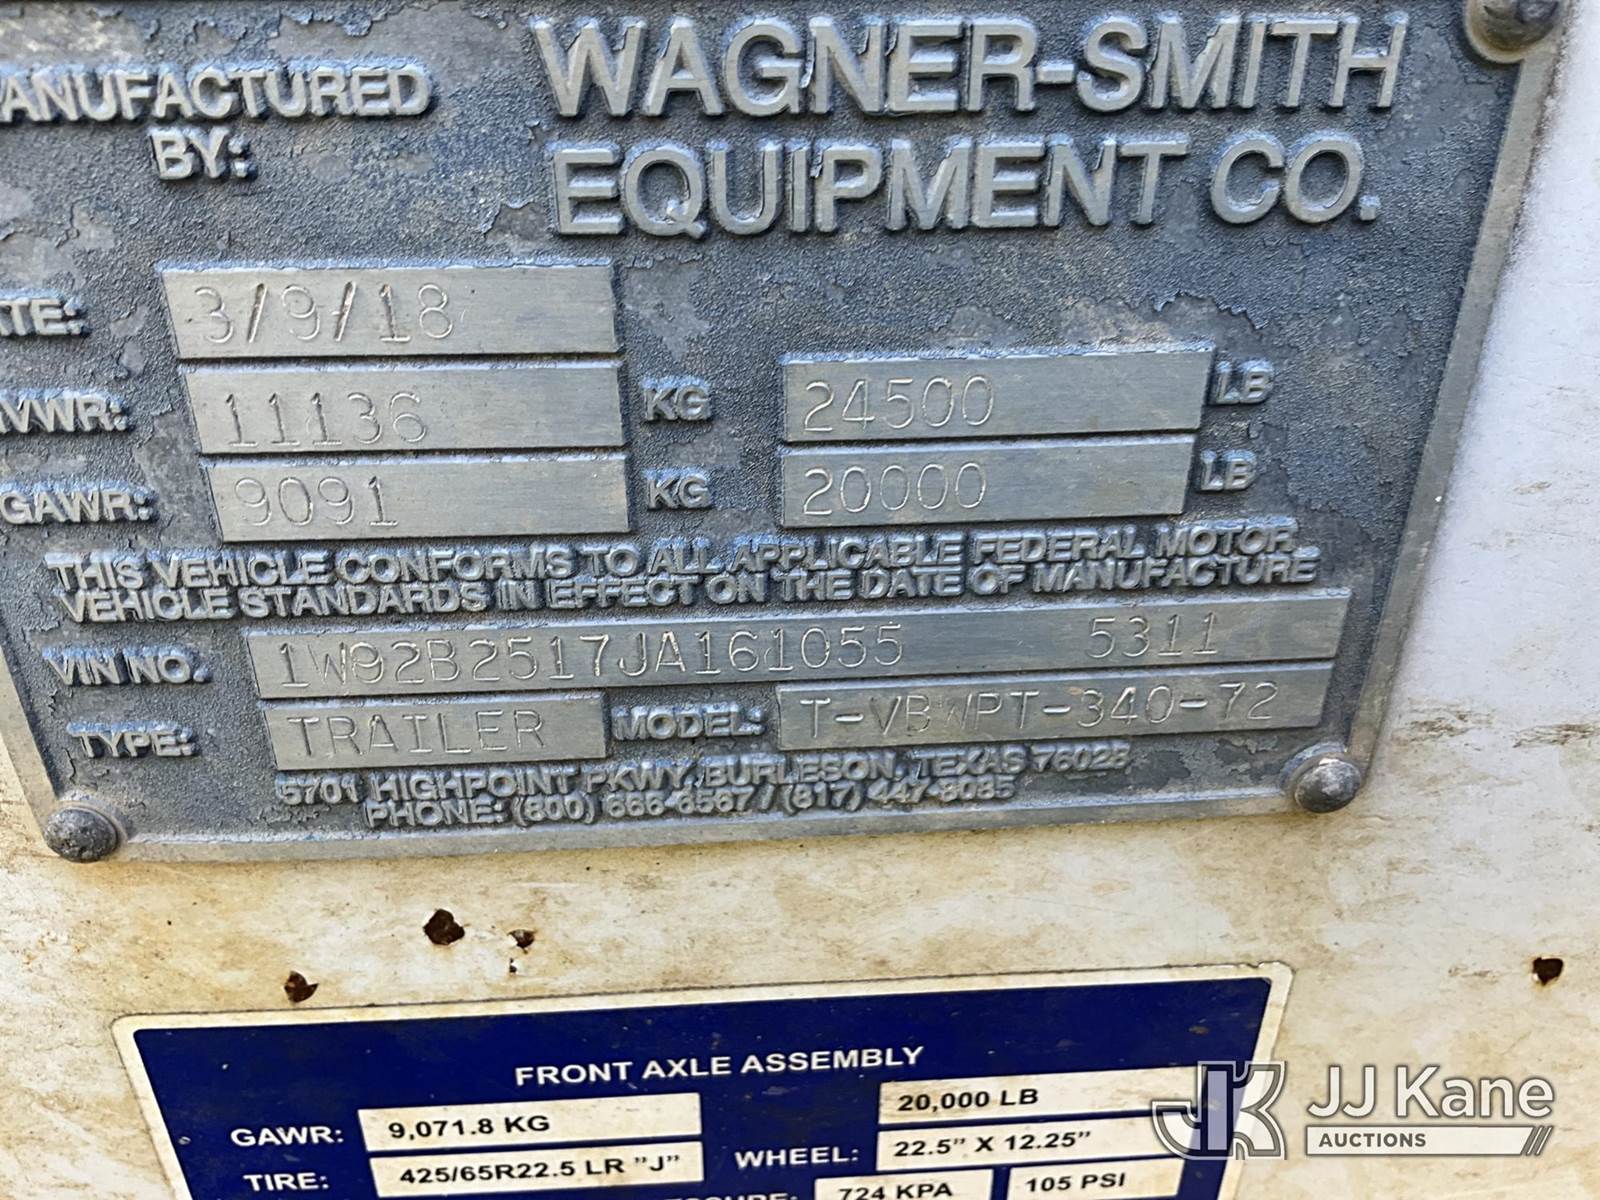 MANUFACTURED BY: WAGNER-SMITH EQUIPMENT CO.
ATE: 3/9/18
VWR: 11136 KG 24500 LB
GAWR: 9091 KG 20000 LB
THIS VEHICLE CONFORMS TO ALL APPLICABLE FEDERAL MOTOR
VEHICLE STANDARDS IN EFFECT ON THE DATE OF MANUFACTURE
VIN NO. 1W92B2517JA161055 5311
TYPE: TRAILER MODEL: T-VBWPT-340-72
5701 HIGHPOINT PKWY, BURLESON, TEXAS 76028
PHONE: (800) 666-6567 / (817) 447-8085
FRONT AXLE ASSEMBLY
GAWR: 9,071.8 KG 20,000 LB
TIRE: 425/65R22.5 LR "J" WHEEL: 22.5" X 12.25"
724 KPA 105 PSI
JJ Kane
AUCTIONS